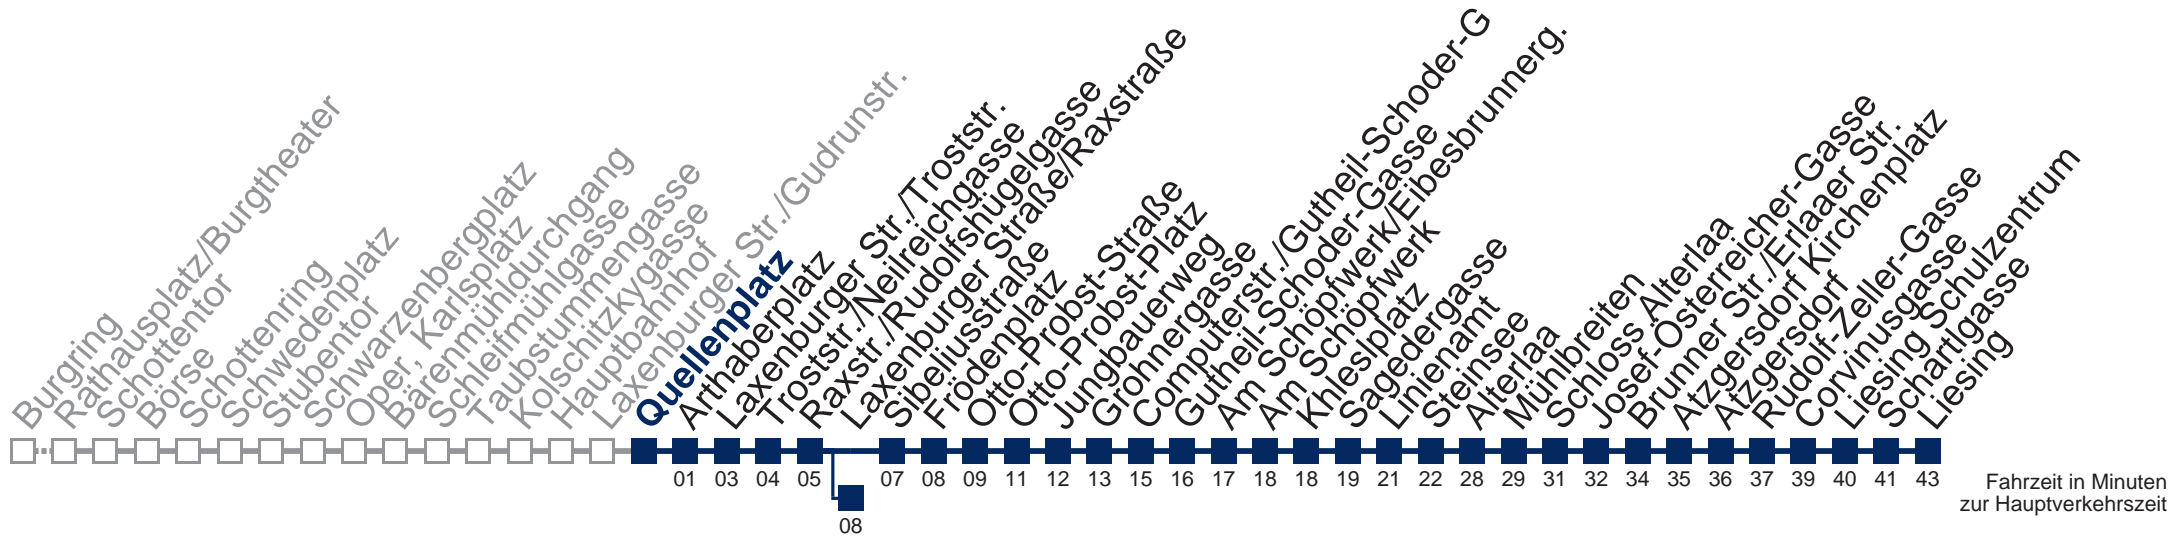 Burgring
Rathausplatz/Burgtheater
Schottentor
Börse
Schottenring
Schwedenplatz
Stubentor
Schwarzenbergplatz
Oper, Karlsplatz
Bärenmühldurchgang
Schleifmühlgasse
Taubstummengasse
Kolschitzkygasse
Hauptbahnhof
Laxenburger Str./Gudrunstr.
Quellenplatz
Arthaberplatz
Laxenburger Str./Troststr.
Troststr./Neilreichgasse
Raxstr./Rudolfshügelgasse
Laxenburger Straße/Raxstraße
Sibeliusstraße
Frödenplatz
Otto-Probst-Straße
Otto-Probst-Platz
Jungbauerweg
Grohnergasse
Computerstr./Gutheil-Schoder-G
Gutheil-Schoder-Gasse
Am Schöpfwerk/Eibesbrunnerg.
Am Schöpfwerk
Khleslplatz
Sagedergasse
Linienamt
Steinsee
Alterlaa
Mühlbreiten
Schloss Alterlaa
Josef-Österreicher-Gasse
Brunner Str./Erlaaer Str.
Atzgersdorf Kirchenplatz
Atzgersdorf
Rudolf-Zeller-Gasse
Corvinusgasse
Liesing Schulzentrum
Schartlgasse
Liesing
01 03 04 05 07 08 09 11 12 13 15 16 17 18 18 19 21 22 28 29 31 32 34 35 36 37 39 40 41 43
08
Fahrzeit in Minuten
zur Hauptverkehrszeit